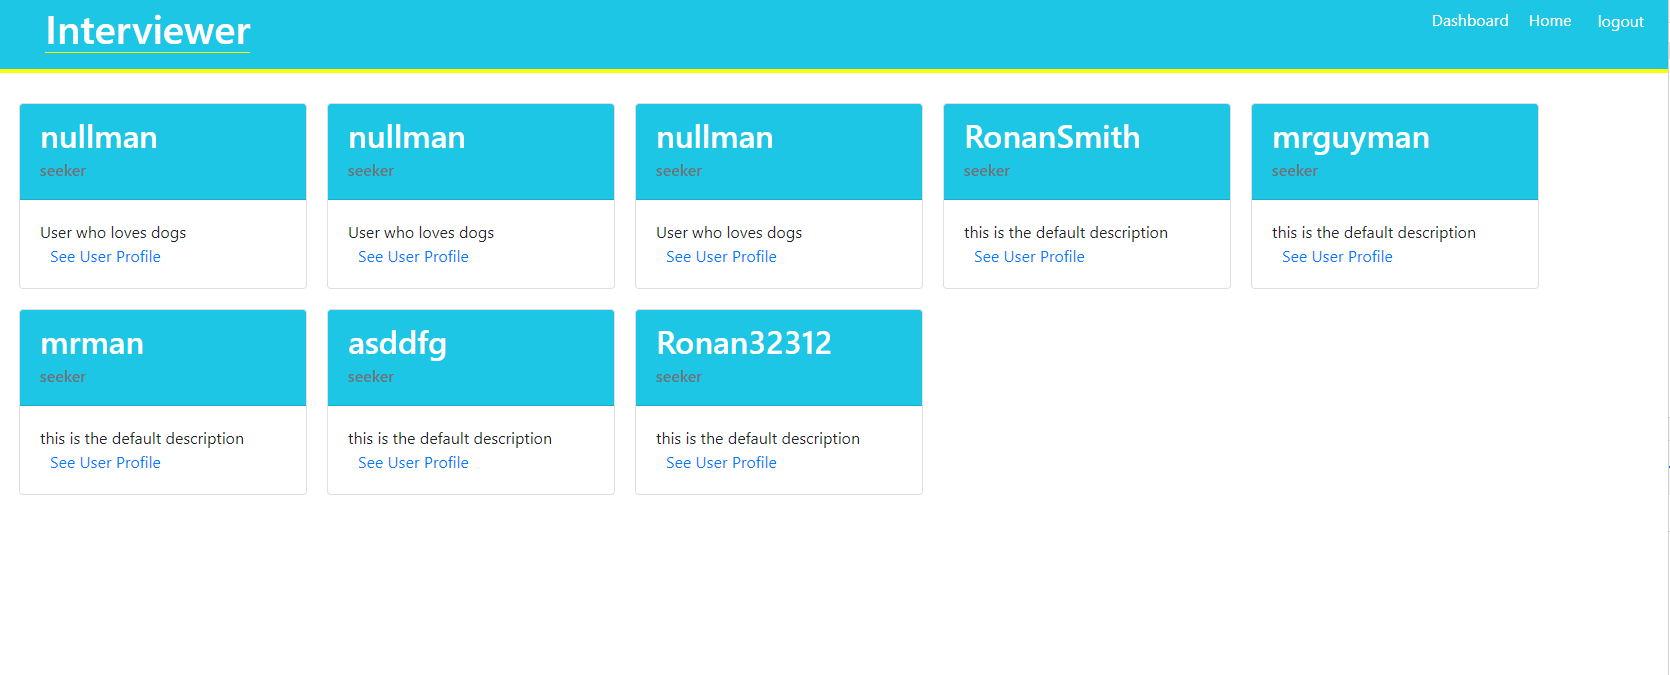 Interviewer
Dashboard Home logout
nullman
seeker
User who loves dogs
See User Profile
nullman
seeker
User who loves dogs
See User Profile
nullman
seeker
User who loves dogs
See User Profile
RonanSmith
seeker
this is the default description
See User Profile
mrguyman
seeker
this is the default description
See User Profile
mrman
seeker
this is the default description
See User Profile
asddfg
seeker
this is the default description
See User Profile
Ronan32312
seeker
this is the default description
See User Profile